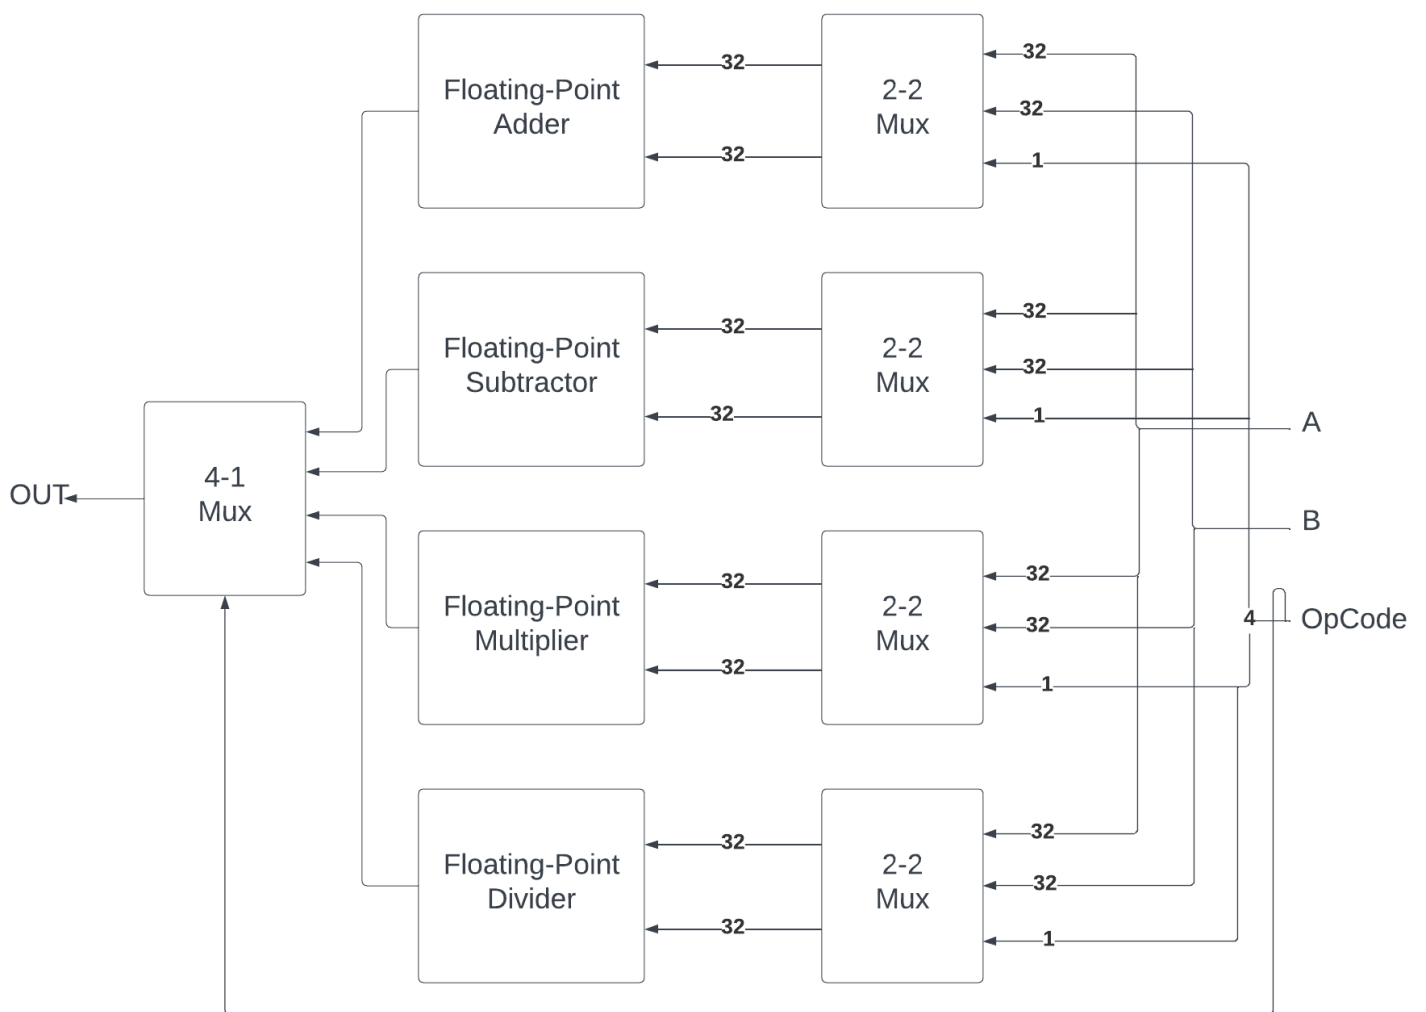 32
Floating-Point
Adder
32
32
2-2
Mux
32
32
1
Floating-Point
Subtractor
32
32
2-2
Mux
32
32
1
A
4-1
Mux
OUT
B
Floating-Point
Multiplier
32
32
2-2
Mux
32
32
1
4
OpCode
Floating-Point
Divider
32
32
2-2
Mux
32
32
1